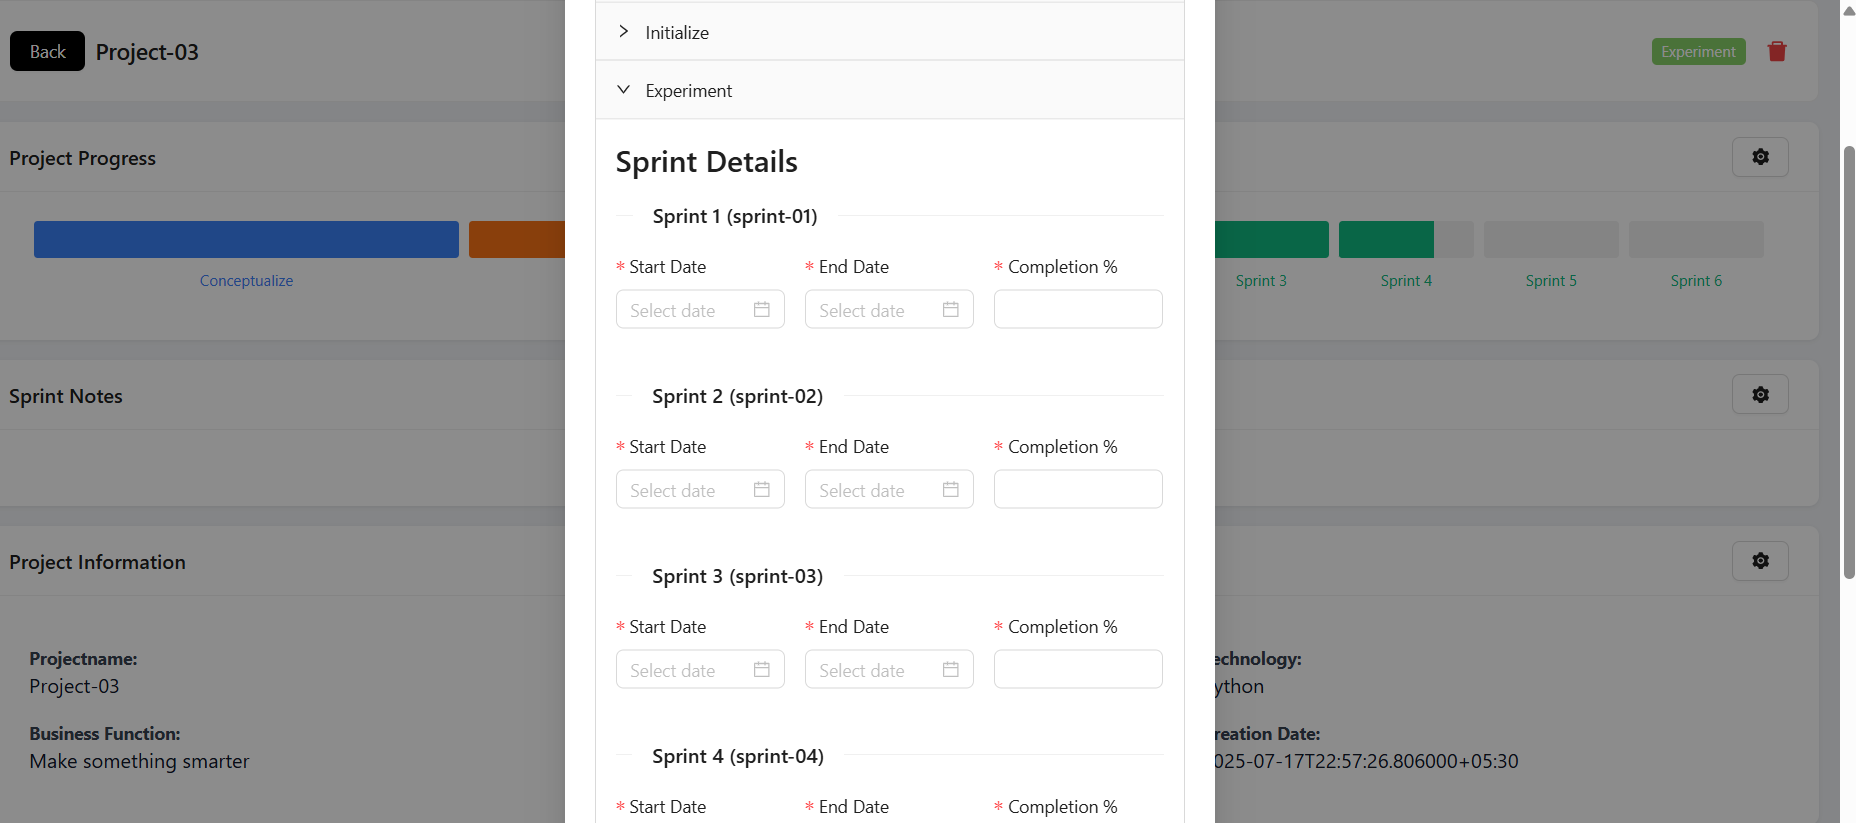 Back
Project-03
Experiment
Project Progress
Conceptualize
Sprint 3
Sprint 4
Sprint 5
Sprint 6
Sprint Notes
Project Information
Projectname:
Project-03
Business Function:
Make something smarter
echnology:
ython
reation Date:
025-07-17T22:57:26.806000+05:30
Initialize
Experiment
Sprint Details
Sprint 1 (sprint-01)
* Start Date * End Date * Completion %
Select date Select date
Sprint 2 (sprint-02)
* Start Date * End Date * Completion %
Select date Select date
Sprint 3 (sprint-03)
* Start Date * End Date * Completion %
Select date Select date
Sprint 4 (sprint-04)
* Start Date * End Date * Completion %